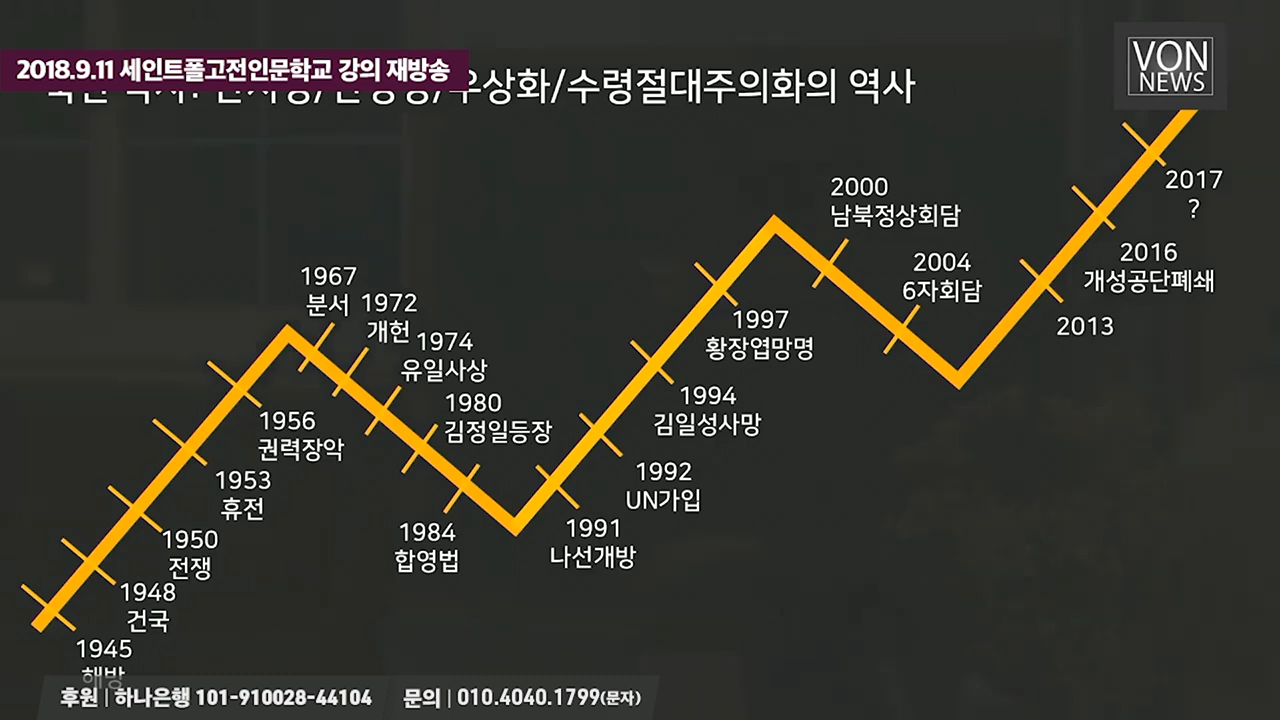 2018.9.11 세인트폴고전인문학교 강의 재방송
우상화/수령절대주의화의 역사
VON
NEWS
2017
?
2000
남북정상회담
2016
개성공단폐쇄
2004
6자회담
1967
분서
1972
개헌
2013
1997
황장엽망명
1974
유일사상
1980
김정일등장
1994
김일성사망
1956
권력장악
1992
UN가입
1953
휴전
1984
합영법
1991
나선개방
1950
전쟁
1948
건국
1945
해방
후원 | 하나은행 101-910028-44104 문의 | 010.4040.1799(문자)